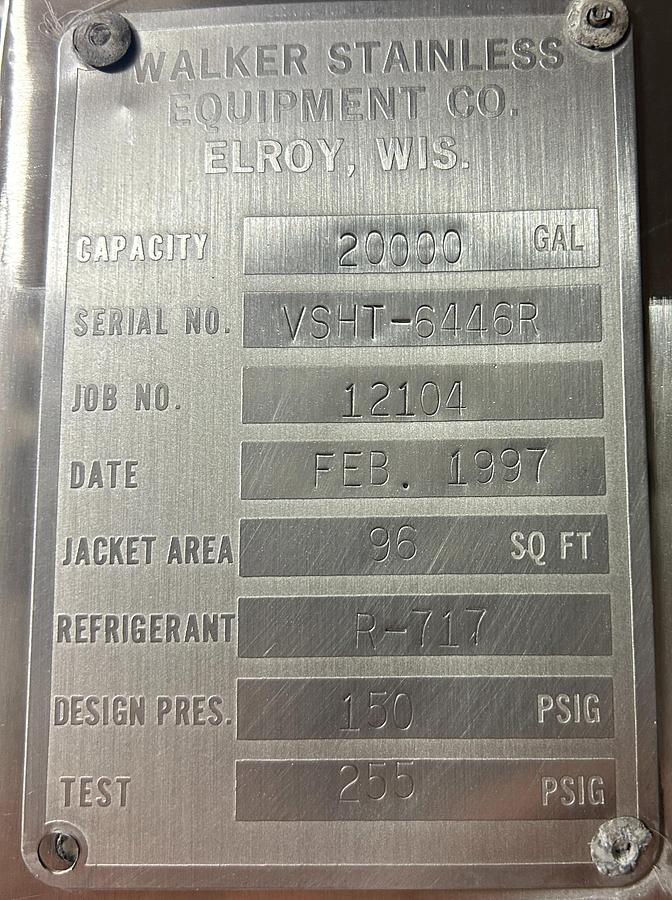 WALKER STAINLESS
EQUIPMENT CO.
ELROY, WIS.
CAPACITY 20000 GAL
SERIAL NO. VSHT-6446R
JOB NO. 12104
DATE FEB. 1997
JACKET AREA 96 SQ FT
REFRIGERANT R-717
DESIGN PRES. 150 PSIG
TEST 255 PSIG